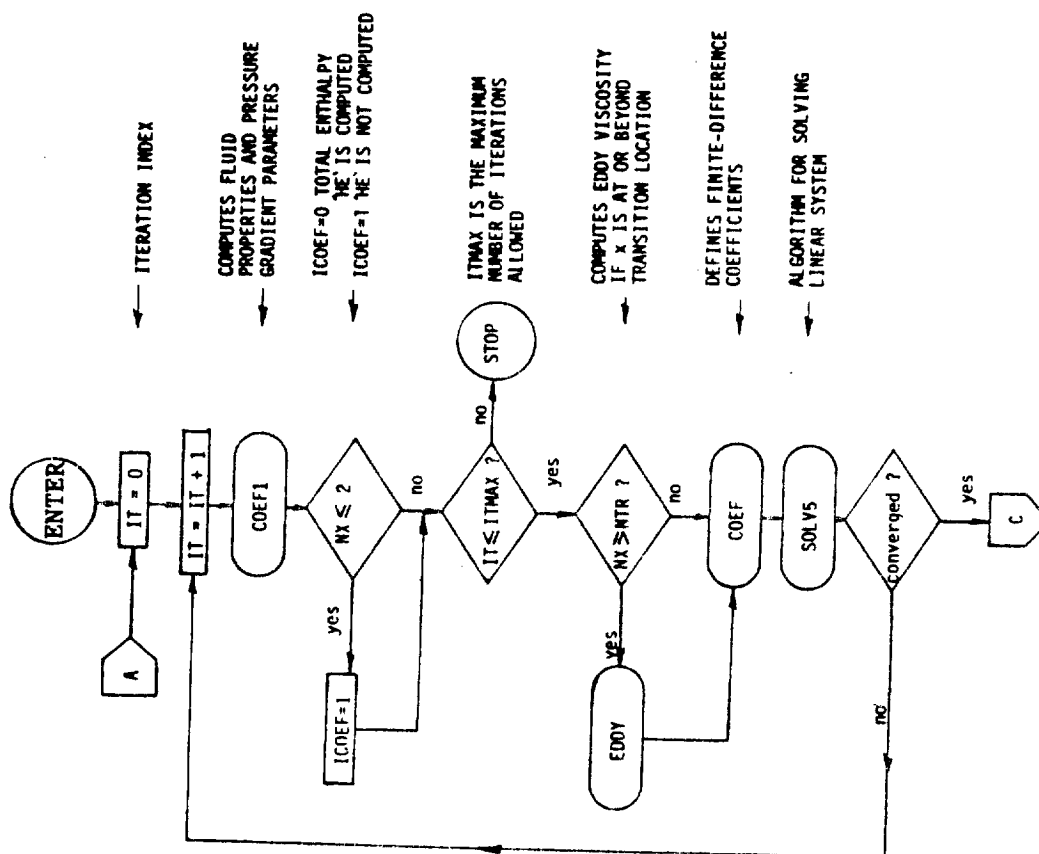 ENTER
A
IT = 0
← ITERATION INDEX
IT = IT + 1
COEF1
← COMPUTES FLUID
PROPERTIES AND PRESSURE
GRADIENT PARAMETERS
NX ≤ 2
yes
no
ICOEF=1
← ICOEF=0 TOTAL ENTHALPY
'HE' IS COMPUTED
ICOEF=1 'HE' IS NOT COMPUTED
IT ≤ ITMAX ?
no
STOP
yes
← ITMAX IS THE MAXIMUM
NUMBER OF ITERATIONS
ALLOWED
NX ≥ NTR ?
yes
no
EDDY
← COMPUTES EDDY VISCOSITY
IF x IS AT OR BEYOND
TRANSITION LOCATION
COEF
← DEFINES FINITE-DIFFERENCE
COEFFICIENTS
SOLV5
← ALGORITHM FOR SOLVING
LINEAR SYSTEM
converged ?
no
yes
C